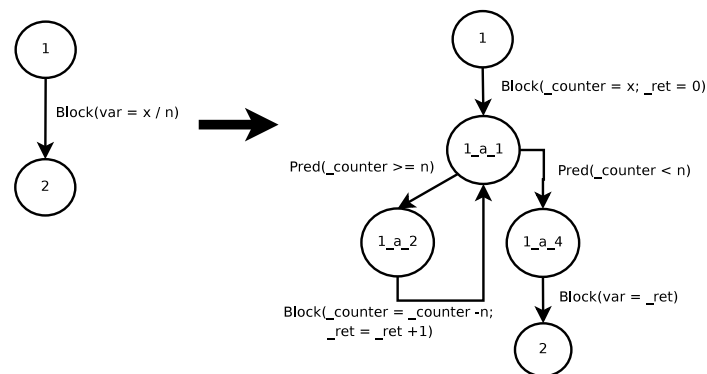 1
Block(var = x / n)
2
1
Block(_counter = x; _ret = 0)
1_a_1
Pred(_counter >= n)
Pred(_counter < n)
1_a_2
1_a_4
Block(_counter = _counter -n;
_ret = _ret +1)
Block(var = _ret)
2